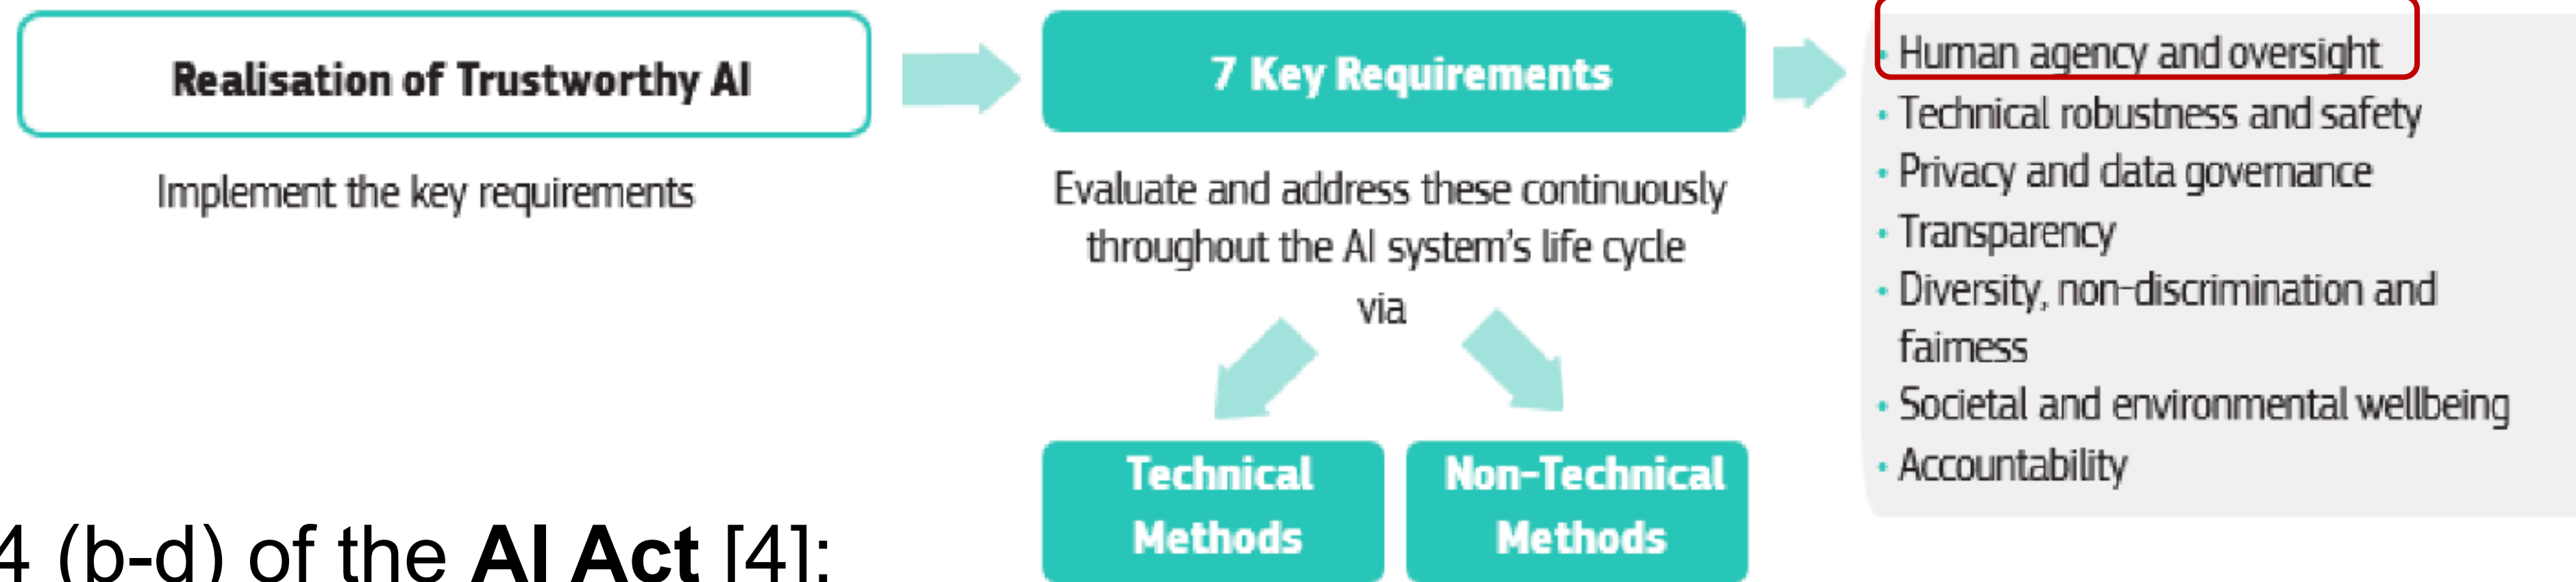 Realisation of Trustworthy AI
Implement the key requirements
7 Key Requirements
Evaluate and address these continuously
throughout the AI system's life cycle
via
Technical
Methods
Non-Technical
Methods
• Human agency and oversight
• Technical robustness and safety
• Privacy and data governance
• Transparency
• Diversity, non-discrimination and
fairness
• Societal and environmental wellbeing
• Accountability
4 (b-d) of the AI Act [4]: